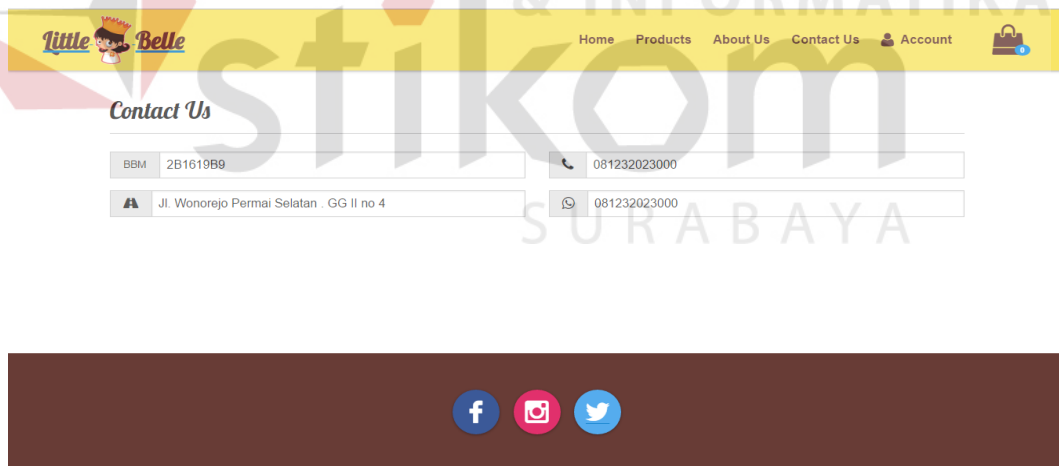 & INFORMATIKA
Little Belle
Home Products About Us Contact Us Account
0
stikom
Contact Us
BBM 2B1619B9
081232023000
Jl. Wonorejo Permai Selatan . GG II no 4
081232023000
SURABAYA